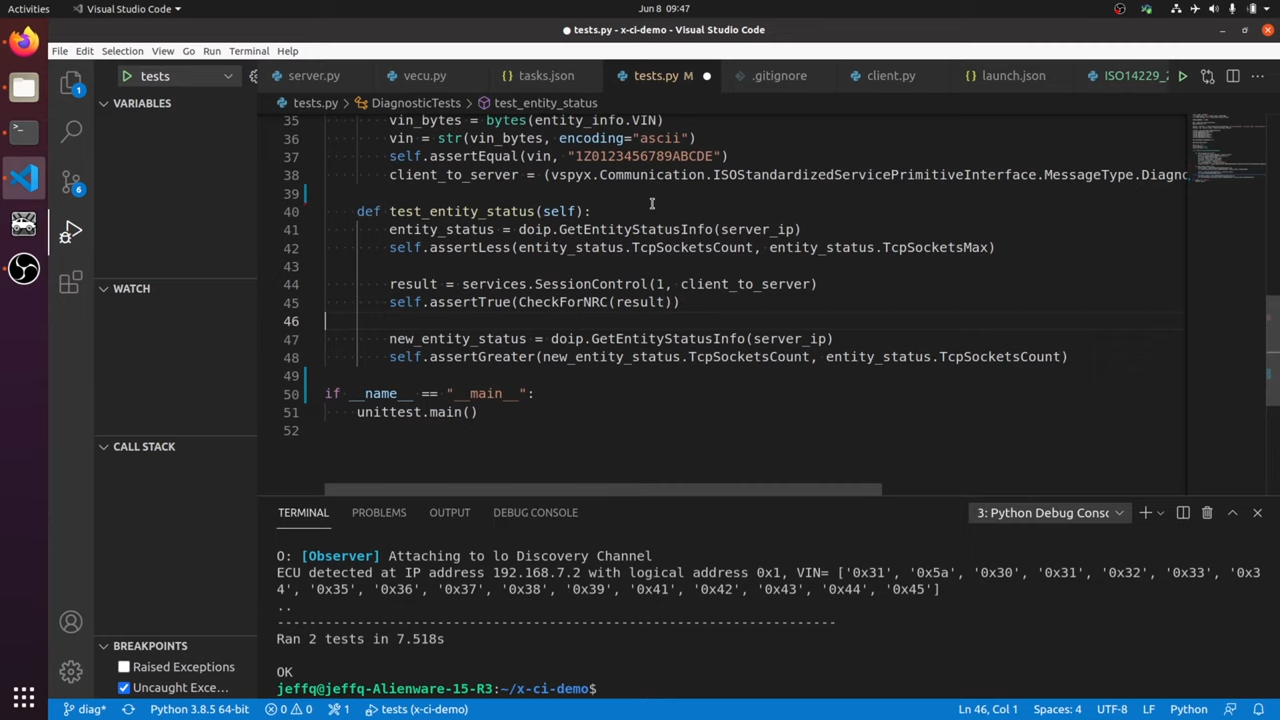 Activities
Visual Studio Code
Jun 8 09:47
tests.py - x-ci-demo - Visual Studio Code
File Edit Selection View Go Run Terminal Help
tests
server.py
vecu.py
tasks.json
tests.py M
.gitignore
client.py
launch.json
ISO14229_2
VARIABLES
tests.py > DiagnosticTests > test_entity_status
35 vin_bytes = bytes(entity_info.VIN)
36 vin = str(vin_bytes, encoding="ascii")
37 self.assertEqual(vin, "1Z0123456789ABCDE")
38 client_to_server = (vspyx.Communication.ISOStandardizedServicePrimitiveInterface.MessageType.Diagno
39
40 def test_entity_status(self):
41 entity_status = doip.GetEntityStatusInfo(server_ip)
42 self.assertLess(entity_status.TcpSocketsCount, entity_status.TcpSocketsMax)
43
44 result = services.SessionControl(1, client_to_server)
45 self.assertTrue(CheckForNRC(result))
46
47 new_entity_status = doip.GetEntityStatusInfo(server_ip)
48 self.assertGreater(new_entity_status.TcpSocketsCount, entity_status.TcpSocketsCount)
49
50 if __name__ == "__main__":
51 unittest.main()
52
1
6
WATCH
CALL STACK
BREAKPOINTS
Raised Exceptions
Uncaught Exce...
TERMINAL PROBLEMS OUTPUT DEBUG CONSOLE
3: Python Debug Consc
O: [Observer] Attaching to lo Discovery Channel
ECU detected at IP address 192.168.7.2 with logical address 0x1, VIN= ['0x31', '0x5a', '0x30', '0x31', '0x32', '0x33', '0x3
4', '0x35', '0x36', '0x37', '0x38', '0x39', '0x41', '0x42', '0x43', '0x44', '0x45']
..
----------------------------------------------------------------------
Ran 2 tests in 7.518s
OK
jeffq@jeffq-Alienware-15-R3:~/x-ci-demo$
diag* Python 3.8.5 64-bit 0 0 1 tests (x-ci-demo) Ln 46, Col 1 Spaces: 4 UTF-8 LF Python